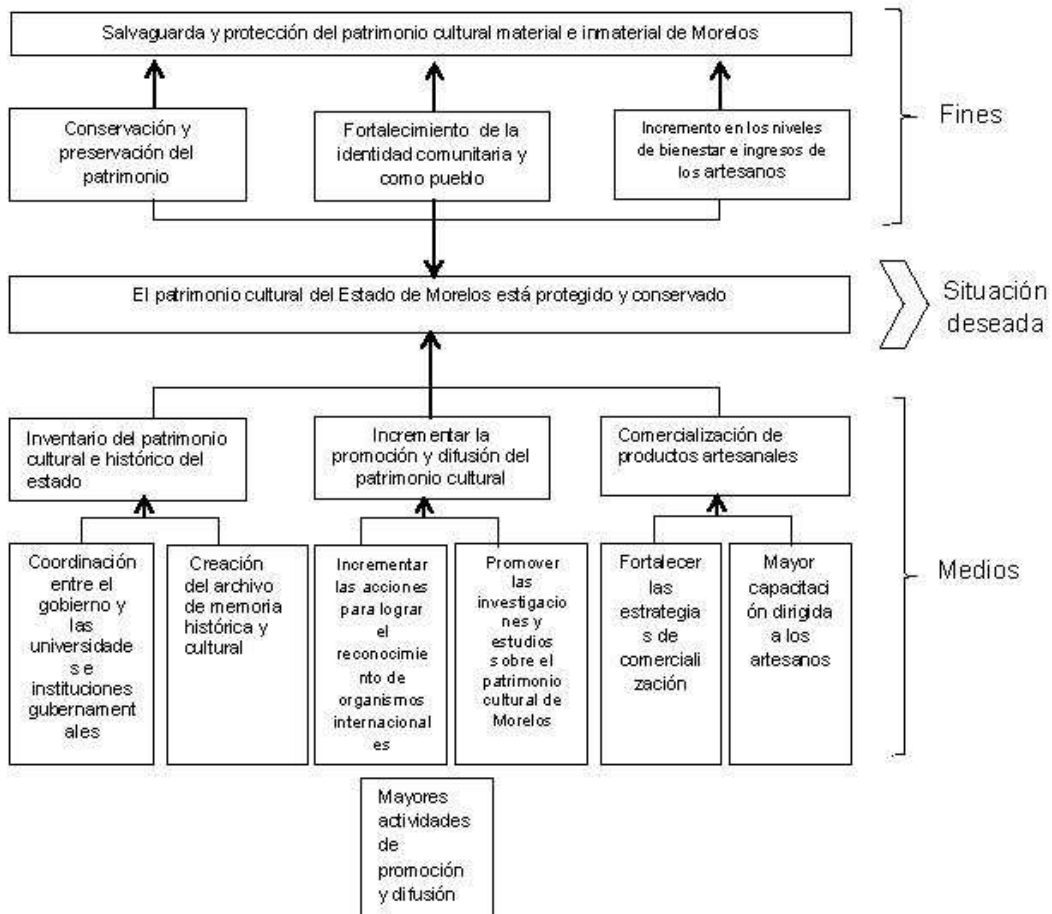 Salvaguarda y protección del patrimonio cultural material e inmaterial de Morelos
Conservación y
preservación del
patrimonio
Fortalecimiento de la
identidad comunitaria y
como pueblo
Incremento en los niveles
de bienestar e ingresos de
los artesanos
Fines
El patrimonio cultural del Estado de Morelos está protegido y conservado
Situación
deseada
Inventario del patrimonio
cultural e histórico del
estado
Incrementar la
promoción y difusión del
patrimonio cultural
Comercialización de
productos artesanales
Coordinación
entre el
gobierno y
las
universidade
s e
instituciones
gubernament
ales
Creación
del archivo
de memoria
histórica y
cultural
Incrementar
las acciones
para lograr
el
reconocimie
nto de
organismos
internacional
es
Promover
las
investigacio
nes y
estudios
sobre el
patrimonio
cultural de
Morelos
Fortalecer
las
estrategia
s de
comerciali
zación
Mayor
capacitaci
ón dirigida
a los
artesanos
Medios
Mayores
actividades
de
promoción
y difusión